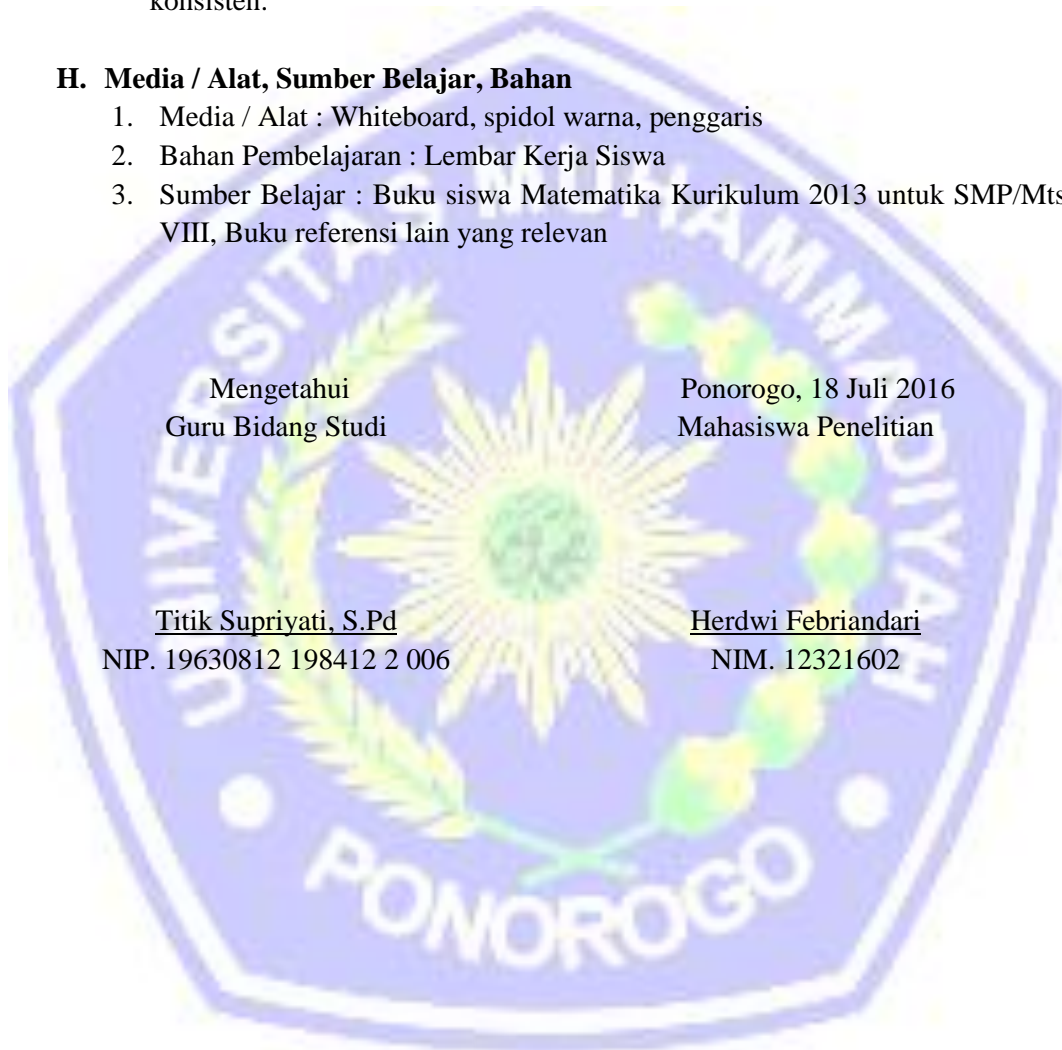 konsisten.
H. Media / Alat, Sumber Belajar, Bahan
1. Media / Alat : Whiteboard, spidol warna, penggaris
2. Bahan Pembelajaran : Lembar Kerja Siswa
3. Sumber Belajar : Buku siswa Matematika Kurikulum 2013 untuk SMP/Mts
VIII, Buku referensi lain yang relevan
Mengetahui
Ponorogo, 18 Juli 2016
Guru Bidang Studi
Mahasiswa Penelitian
Titik Supriyati, S.Pd
Herdwi Febriandari
NIP. 19630812 198412 2 006
NIM. 12321602
UNIVERSITAS MUHAMMADIYAH
PONOROGO